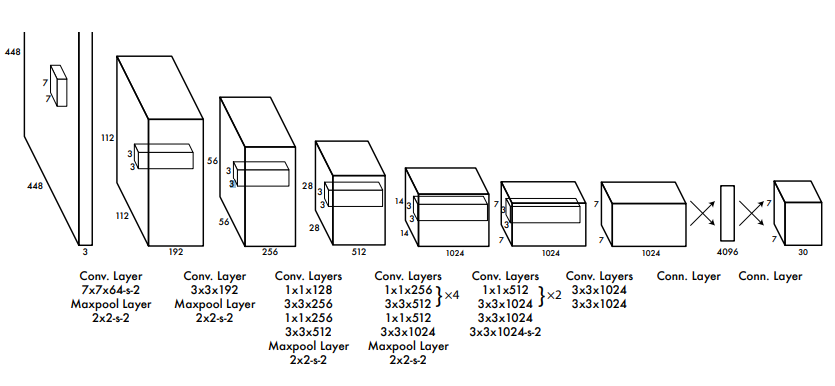 448
7
7
448
3
112
3
3
112
192
56
3
3
56
256
28
3
3
28
512
14
3
3
14
1024
7
3
3
7
1024
7
7
1024
4096
7
7
30
Conv. Layer
7x7x64-s-2
Maxpool Layer
2x2-s-2
Conv. Layer
3x3x192
Maxpool Layer
2x2-s-2
Conv. Layers
1x1x128
3x3x256
1x1x256
3x3x512
Maxpool Layer
2x2-s-2
Conv. Layers
1x1x256
3x3x512
}×4
1x1x512
3x3x1024
Maxpool Layer
2x2-s-2
Conv. Layers
1x1x512
3x3x1024
}×2
3x3x1024
3x3x1024-s-2
Conv. Layers
3x3x1024
3x3x1024
Conn. Layer
Conn. Layer